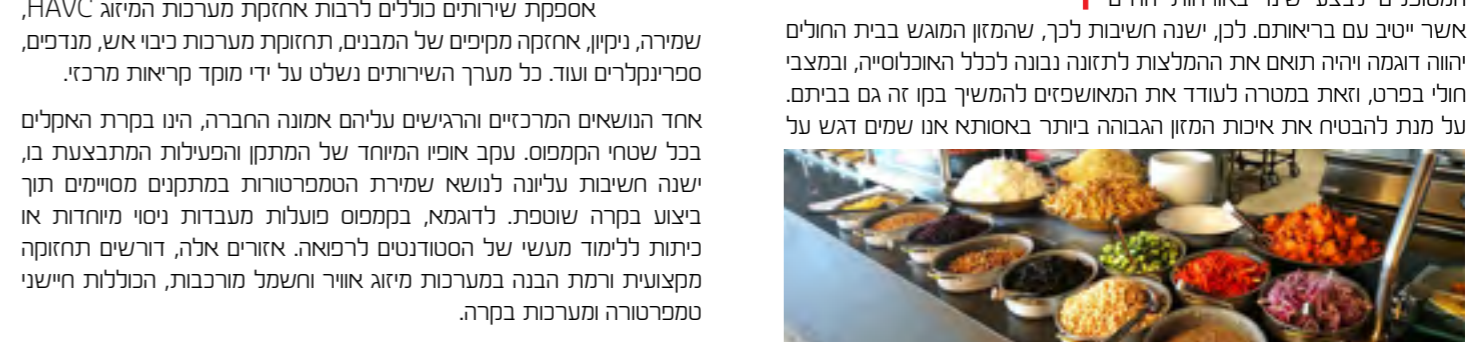 אשר ייטיב עם בריאותם. לכן, ישנה חשיבות לכך, שהמזון המוגש בבית החולים
יהווה דוגמה ויהיה תואם את ההמלצות לתזונה נבונה לכלל האוכלוסייה, ובמצבי
חולי בפרט, וזאת במטרה לעודד את המאושפזים להמשיך בקו זה גם בביתם.
על מנת להבטיח את איכות המזון הגבוהה ביותר באסותא אנו שמים דגש על
אספקת שירותים כוללים לרבות אחזקת מערכות המיזוג HAVC,
שמירה, ניקיון, אחזקה מקיפים של המבנים, תחזוקת מערכות כיבוי אש, מנדפים,
ספרינקלרים ועוד. כל מערך השירותים נשלט על ידי מוקד קריאות מרכזי.
אחד הנושאים המרכזיים והרגישים עליהם אמונה החברה, הינו בקרת האקלים
בכל שטחי הקמפוס. עקב אופיו המיוחד של המתקן והפעילות המתבצעת בו,
ישנה חשיבות עליונה לנושא שמירת הטמפרטורות במתקנים מסויימים תוך
ביצוע בקרה שוטפת. לדוגמא, בקמפוס פועלות מעבדות ניסוי מיוחדות או
כיתות ללימוד מעשי של הסטודנטים לרפואה. אזורים אלה, דורשים תחזוקה
מקצועית ורמת הבנה במערכות מיזוג אוויר וחשמל מורכבות, הכוללות חיישני
טמפרטורה ומערכות בקרה.